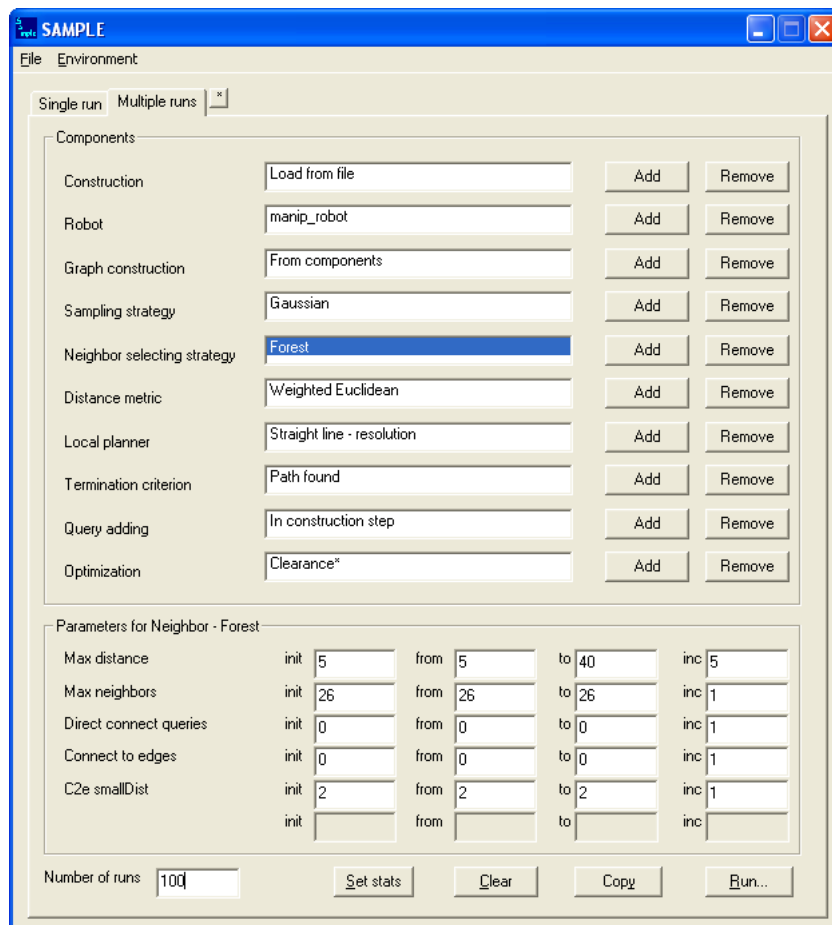 SAMPLE
File Environment
Single run Multiple runs *
Components
Construction Load from file Add Remove
Robot manip_robot Add Remove
Graph construction From components Add Remove
Sampling strategy Gaussian Add Remove
Neighbor selecting strategy Forest Add Remove
Distance metric Weighted Euclidean Add Remove
Local planner Straight line - resolution Add Remove
Termination criterion Path found Add Remove
Query adding In construction step Add Remove
Optimization Clearance* Add Remove
Parameters for Neighbor - Forest
Max distance init 5 from 5 to 40 inc 5
Max neighbors init 26 from 26 to 26 inc 1
Direct connect queries init 0 from 0 to 0 inc 1
Connect to edges init 0 from 0 to 0 inc 1
C2e smallDist init 2 from 2 to 2 inc 1
init from to inc
Number of runs 100 Set stats Clear Copy Run...